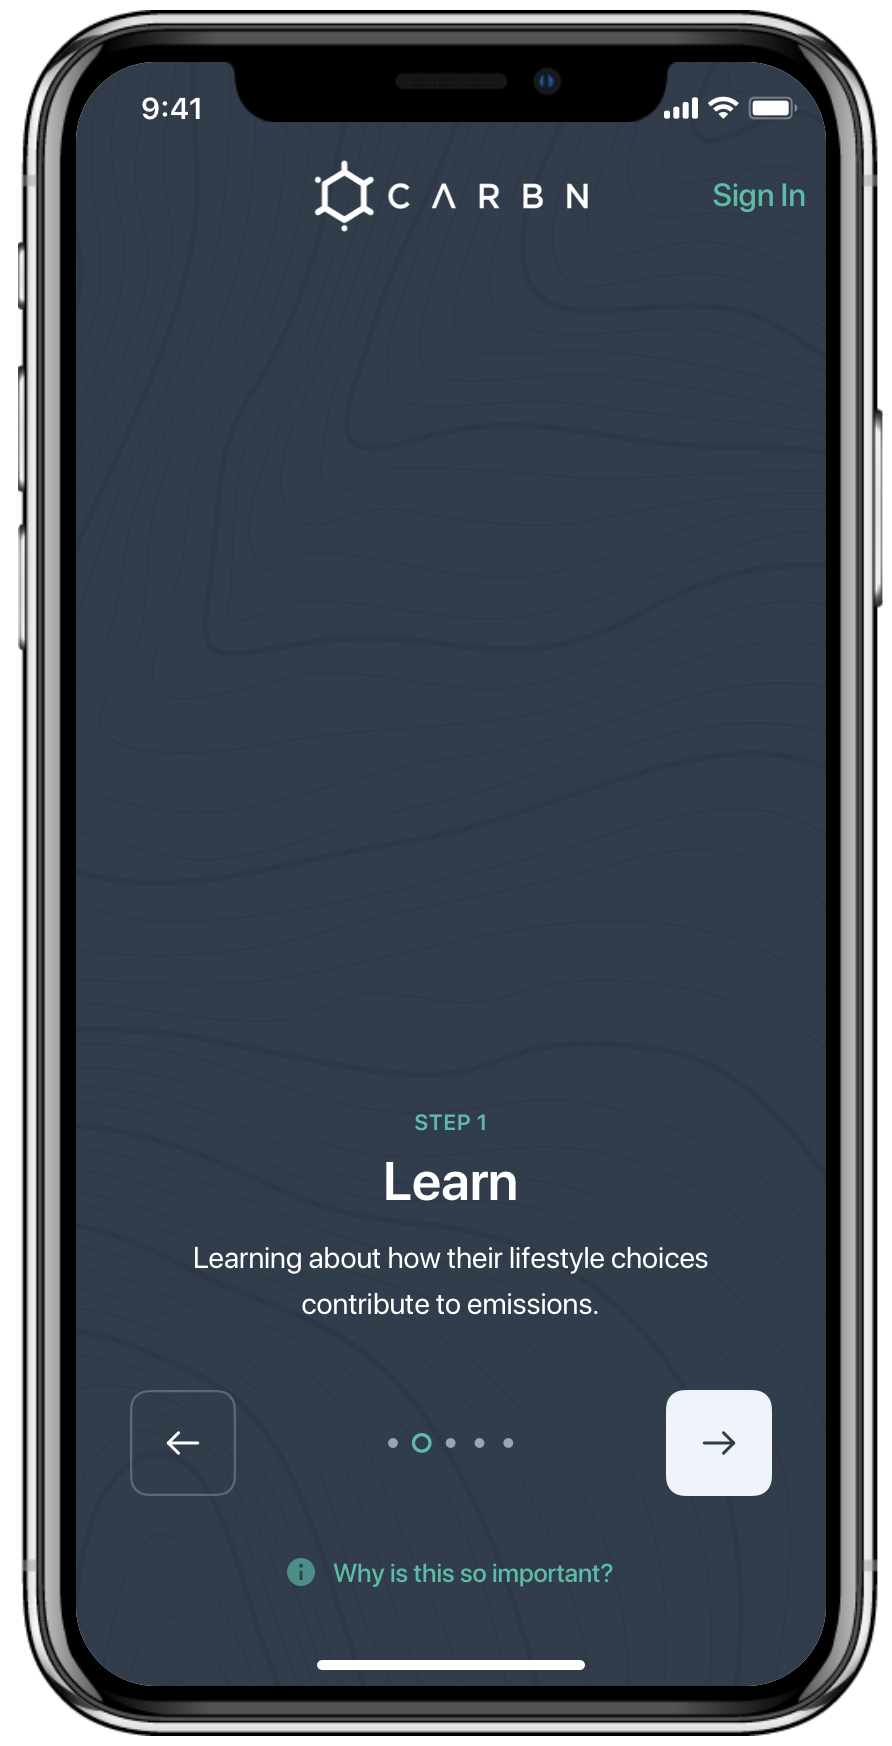 9:41
CARBN
Sign In
STEP 1
Learn
Learning about how their lifestyle choices
contribute to emissions.
Why is this so important?